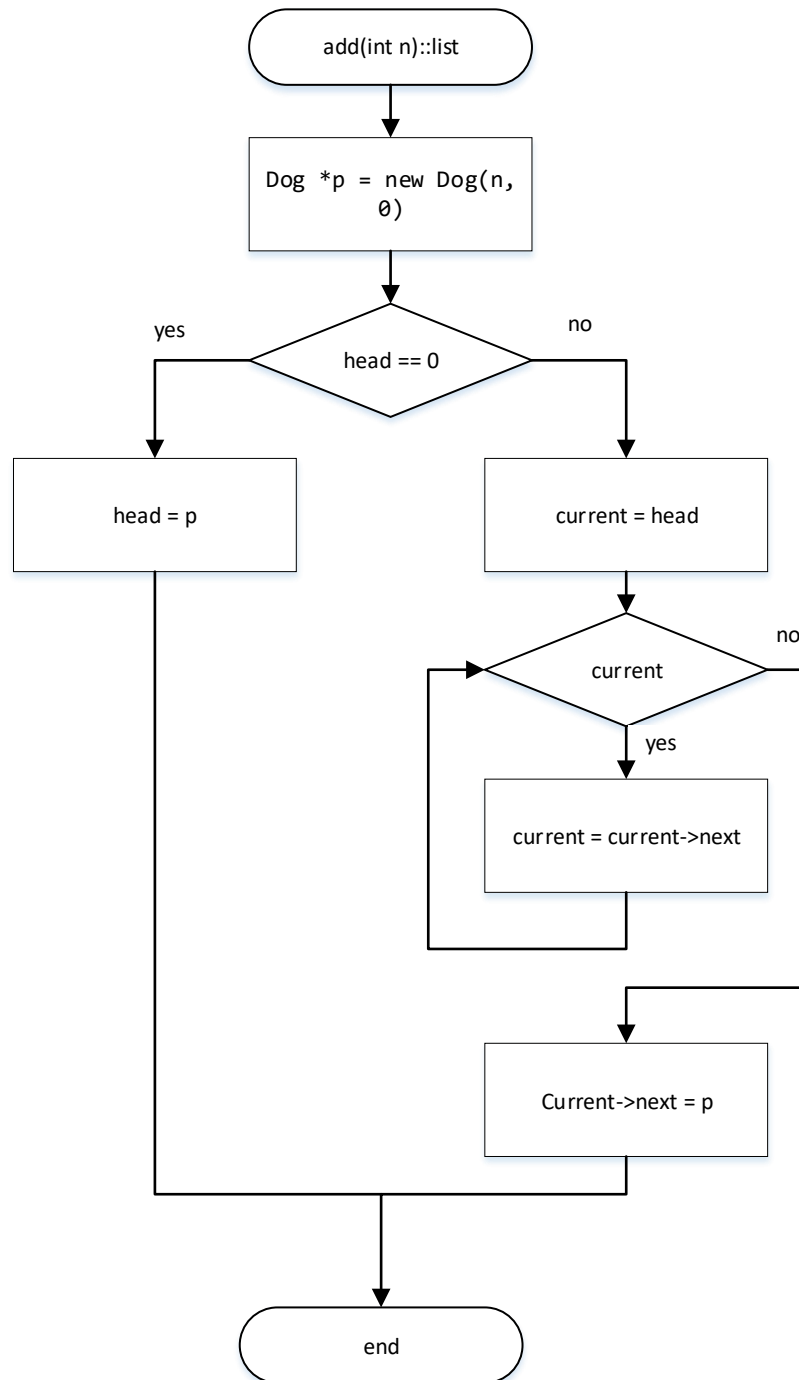 add(int n)::list
Dog *p = new Dog(n,
0)
yes
no
head == 0
head = p
current = head
no
current
yes
current = current->next
Current->next = p
end